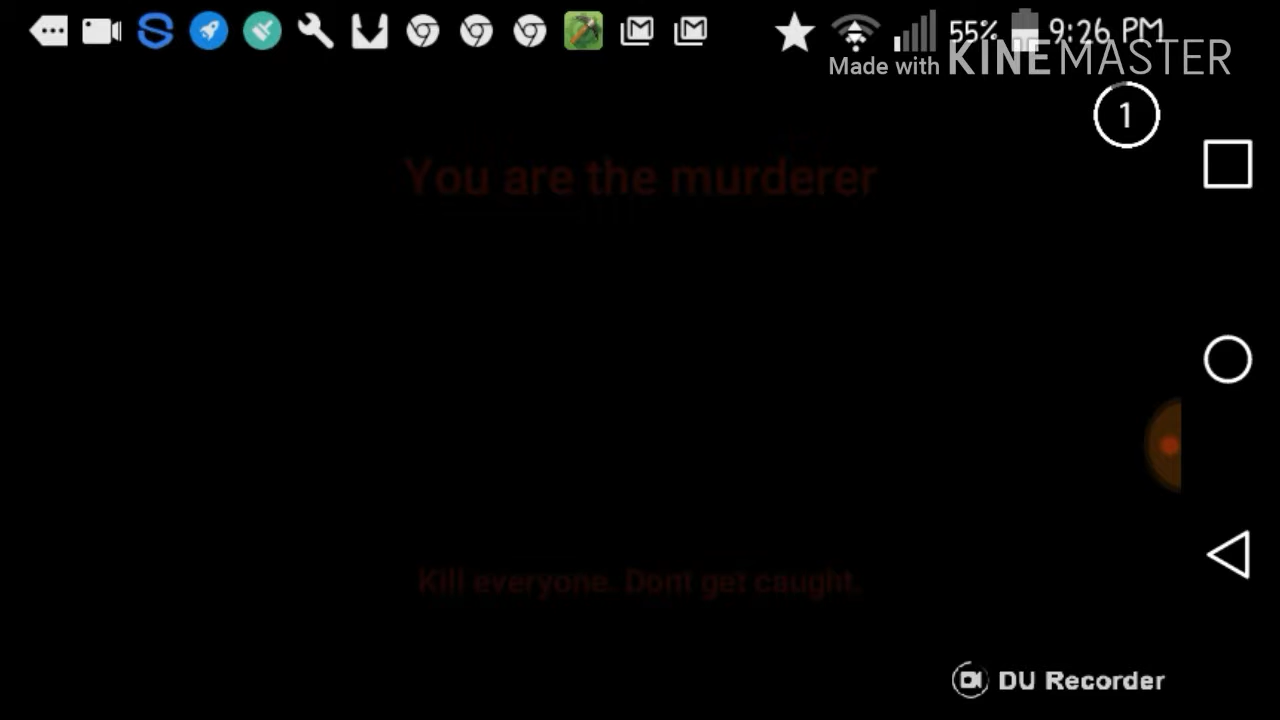 55% 9:26 PM
Made with KINEMASTER
1
You are the murderer
Kill everyone. Dont get caught.
DU Recorder